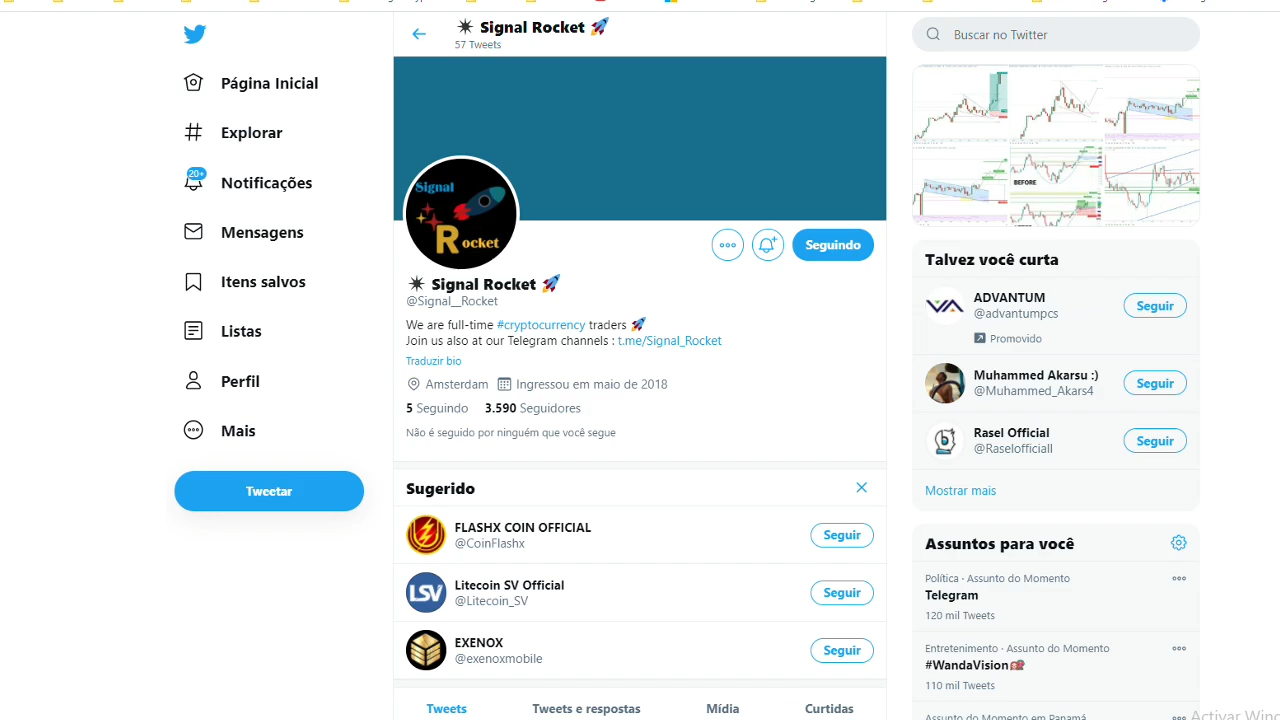 Signal Rocket
57 Tweets
Buscar no Twitter
Página Inicial
Explorar
20+
Notificações
Mensagens
Itens salvos
Listas
Perfil
Mais
Tweetar
Signal
Rocket
Seguindo
Signal Rocket
@Signal__Rocket
We are full-time #cryptocurrency traders
Join us also at our Telegram channels : t.me/Signal_Rocket
Traduzir bio
Amsterdam Ingressou em maio de 2018
5 Seguindo 3.590 Seguidores
Não é seguido por ninguém que você segue
Sugerido
FLASHX COIN OFFICIAL
@CoinFlashx
Seguir
LSV
Litecoin SV Official
@Litecoin_SV
Seguir
EXENOX
@exenoxmobile
Seguir
Tweets Tweets e respostas Mídia Curtidas
BEFORE
Talvez você curta
ADVANTUM
@advantumpcs
Seguir
Promovido
Muhammed Akarsu :)
@Muhammed_Akars4
Seguir
Rasel Official
@Raselofficiall
Seguir
Mostrar mais
Assuntos para você
Política · Assunto do Momento
Telegram
120 mil Tweets
Entretenimento · Assunto do Momento
#WandaVision
110 mil Tweets
Assunto do Momento em Panamá
Activar Wind